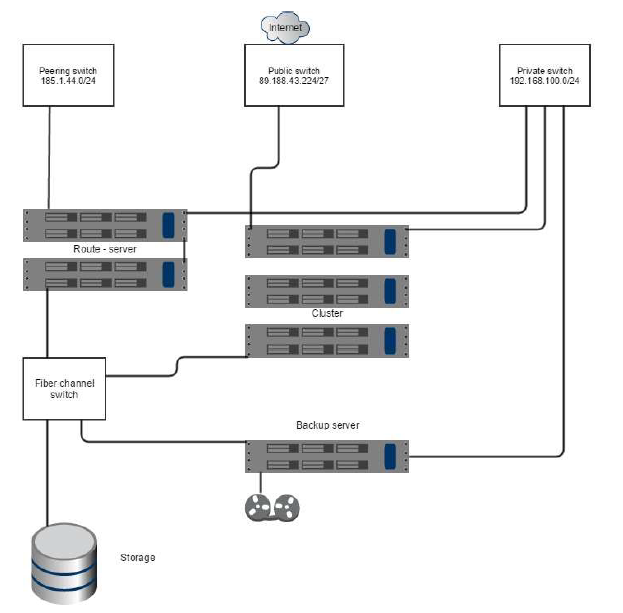 Internet
Peering switch
185.1.44.0/24
Public switch
89.188.43.224/27
Private switch
192.168.100.0/24
Route - server
Cluster
Fiber channel
switch
Backup server
Storage